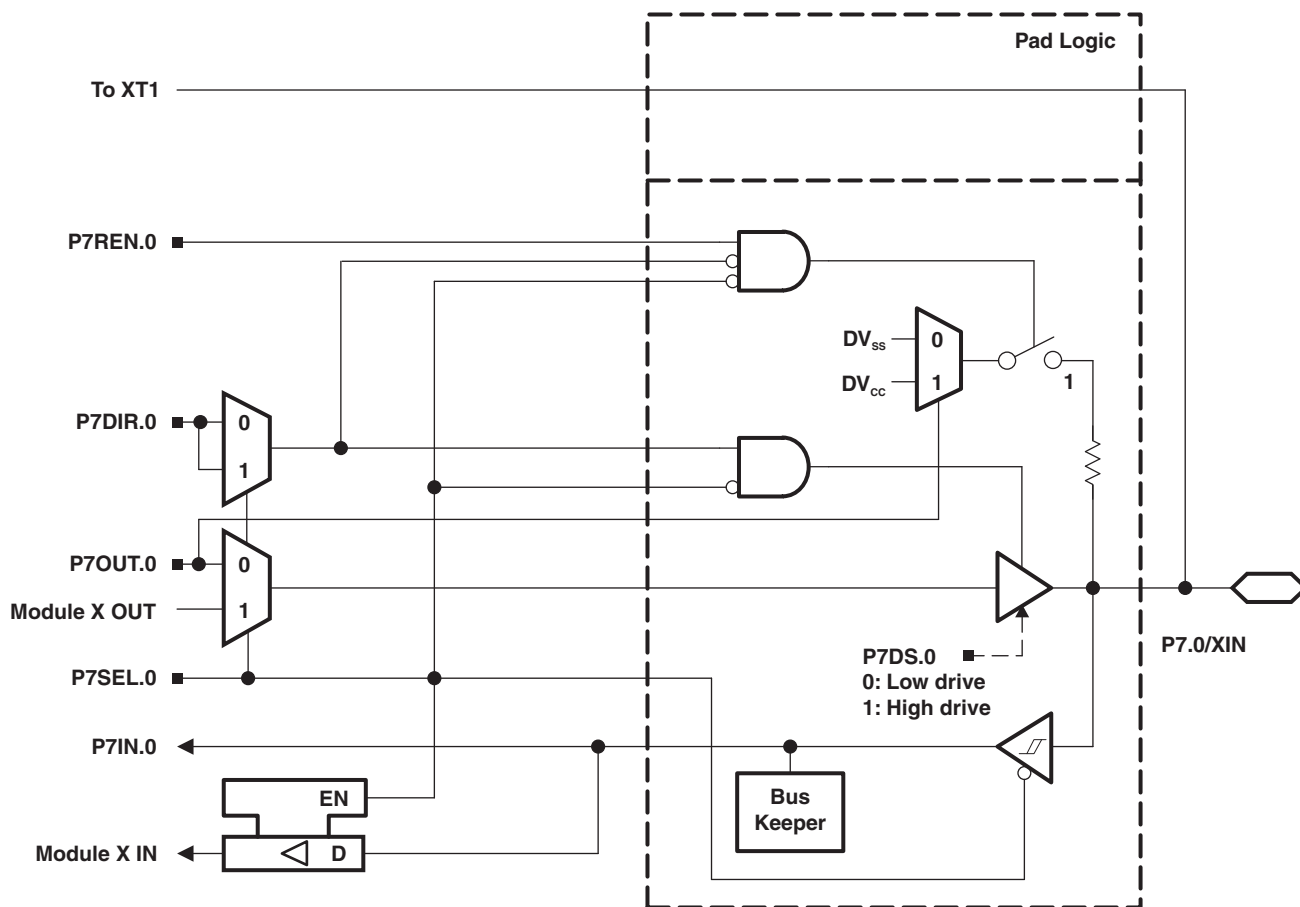 Pad Logic
To XT1
P7REN.0
DVSS
0
DVCC
1
1
P7DIR.0
0
1
P7OUT.0
0
Module X OUT
1
P7DS.0
0: Low drive
1: High drive
P7.0/XIN
P7SEL.0
P7IN.0
EN
Bus
Keeper
Module X IN
D